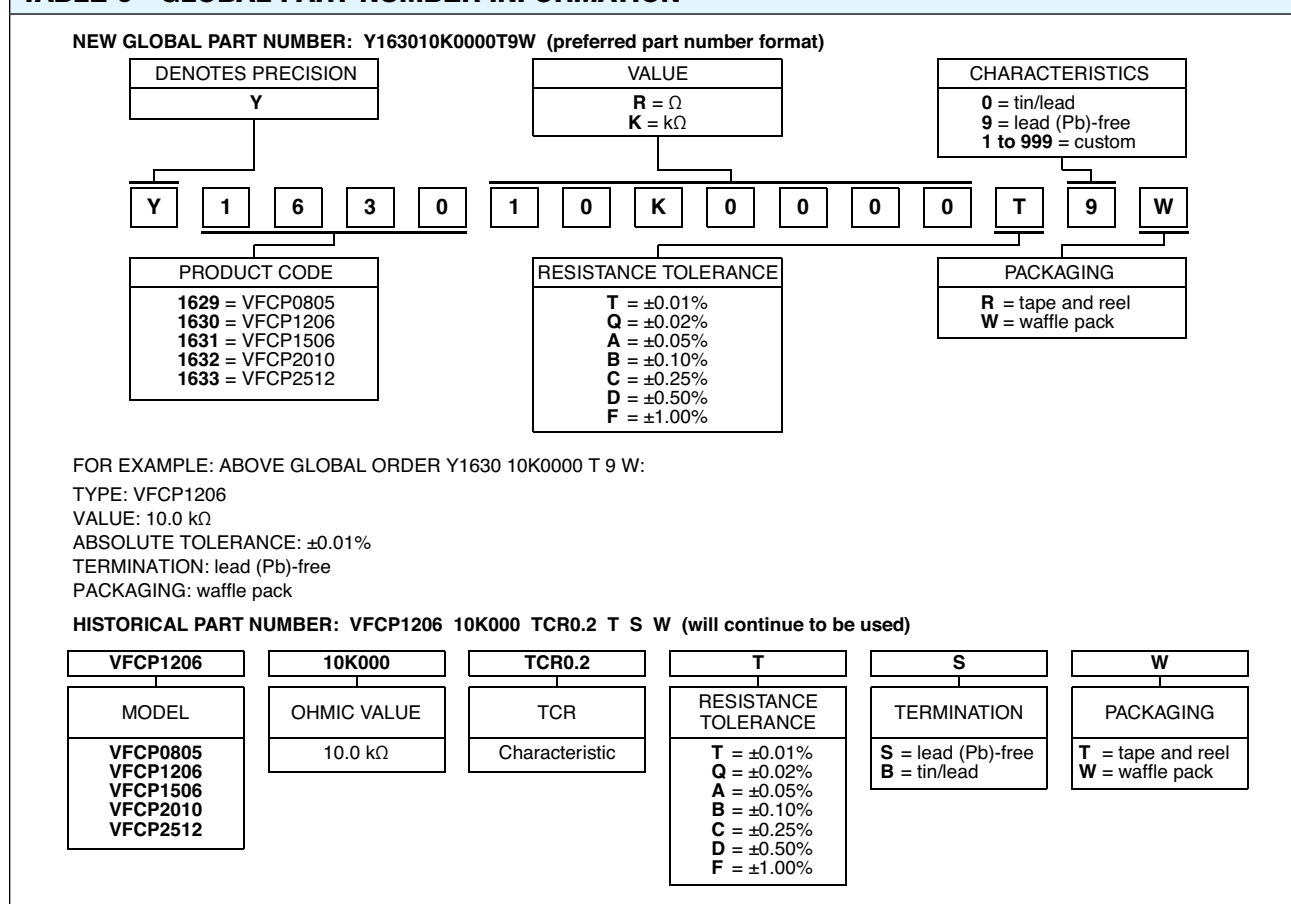 TABLE 6 - GLOBAL PART NUMBER INFORMATION
NEW GLOBAL PART NUMBER: Y163010K0000T9W (preferred part number format)
DENOTES PRECISION
Y
VALUE
R = Ω
K = kΩ
CHARACTERISTICS
0 = tin/lead
9 = lead (Pb)-free
1 to 999 = custom
Y 1 6 3 0 1 0 K 0 0 0 0 T 9 W
PRODUCT CODE
1629 = VFCP0805
1630 = VFCP1206
1631 = VFCP1506
1632 = VFCP2010
1633 = VFCP2512
RESISTANCE TOLERANCE
T = ±0.01%
Q = ±0.02%
A = ±0.05%
B = ±0.10%
C = ±0.25%
D = ±0.50%
F = ±1.00%
PACKAGING
R = tape and reel
W = waffle pack
FOR EXAMPLE: ABOVE GLOBAL ORDER Y1630 10K0000 T 9 W:
TYPE: VFCP1206
VALUE: 10.0 kΩ
ABSOLUTE TOLERANCE: ±0.01%
TERMINATION: lead (Pb)-free
PACKAGING: waffle pack
HISTORICAL PART NUMBER: VFCP1206 10K000 TCR0.2 T S W (will continue to be used)
VFCP1206
MODEL
VFCP0805
VFCP1206
VFCP1506
VFCP2010
VFCP2512
10K000
OHMIC VALUE
10.0 kΩ
TCR0.2
TCR
Characteristic
T
RESISTANCE
TOLERANCE
T = ±0.01%
Q = ±0.02%
A = ±0.05%
B = ±0.10%
C = ±0.25%
D = ±0.50%
F = ±1.00%
S
TERMINATION
S = lead (Pb)-free
B = tin/lead
W
PACKAGING
T = tape and reel
W = waffle pack